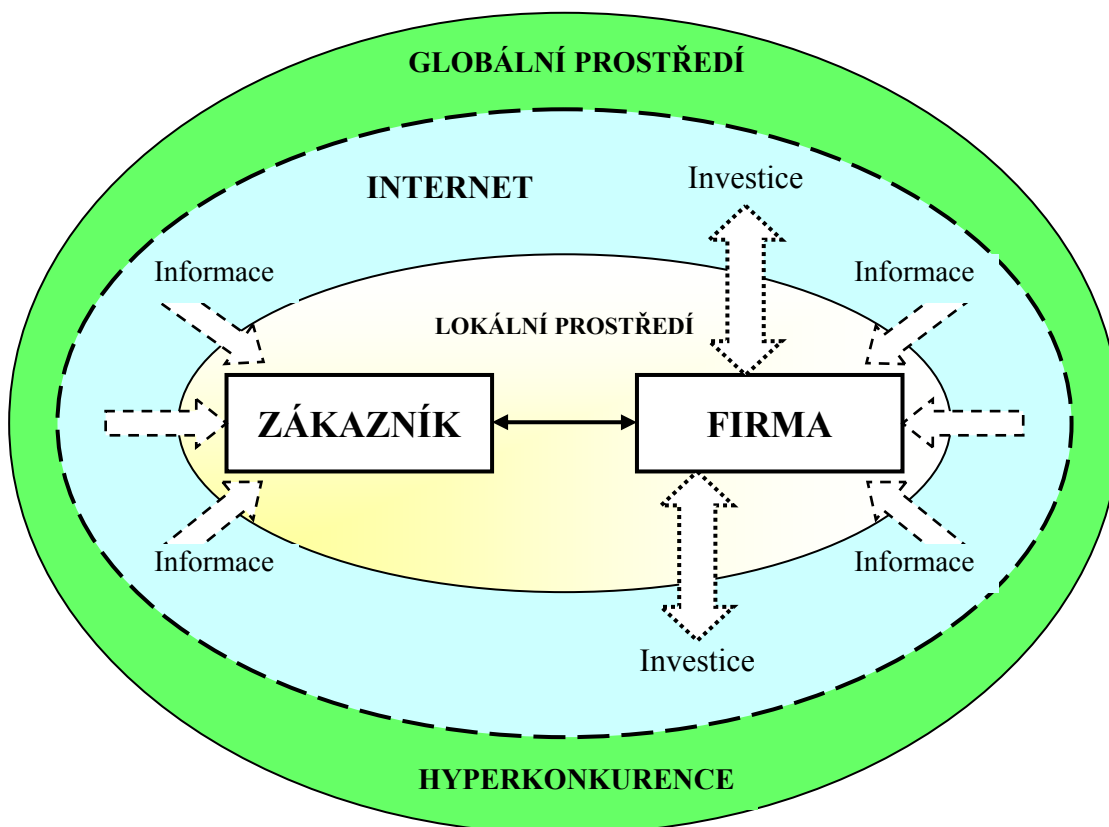 GLOBÁLNÍ PROSTŘEDÍ
INTERNET
Investice
Informace
Informace
LOKÁLNÍ PROSTŘEDÍ
ZÁKAZNÍK
FIRMA
Informace
Informace
Investice
HYPERKONKURENCE